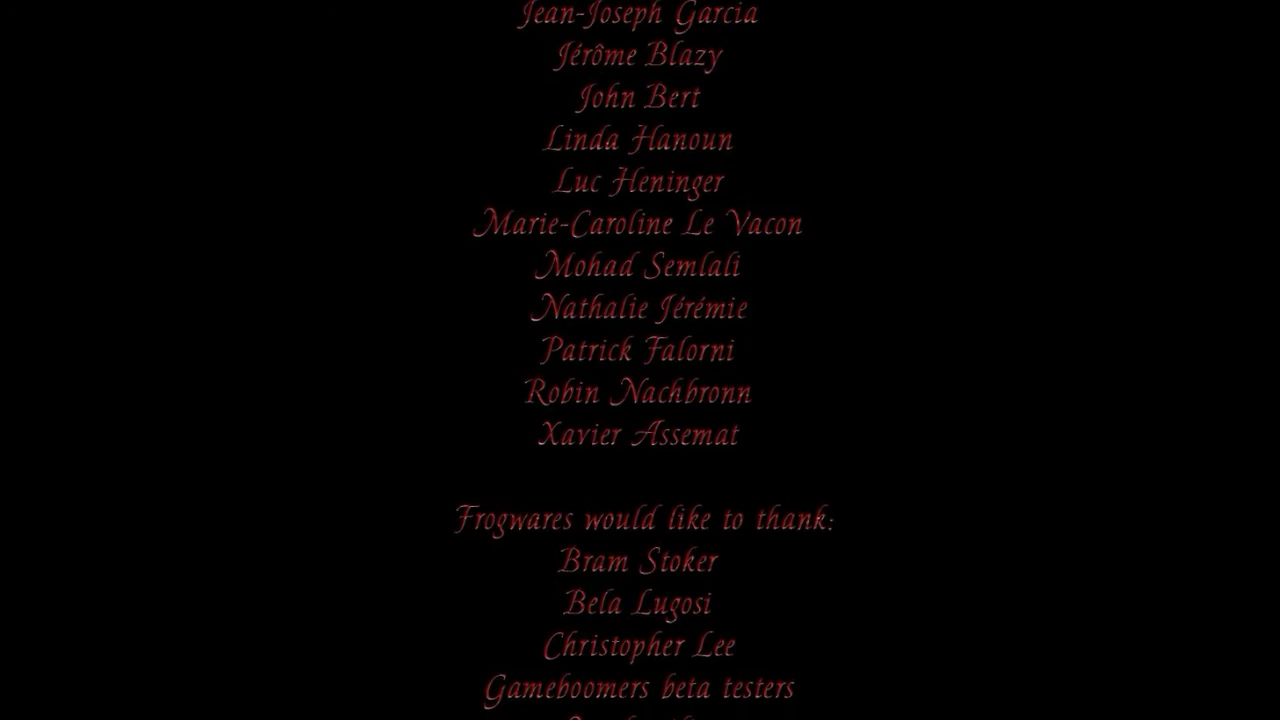 Jean-Joseph Garcia
Jérôme Blazy
John Bert
Linda Hanoun
Luc Heninger
Marie-Caroline Le Vacon
Mohad Semlali
Nathalie Jérémie
Patrick Falorni
Robin Nachbronn
Xavier Assemat
Frogwares would like to thank:
Bram Stoker
Bela Lugosi
Christopher Lee
Gameboomers beta testers